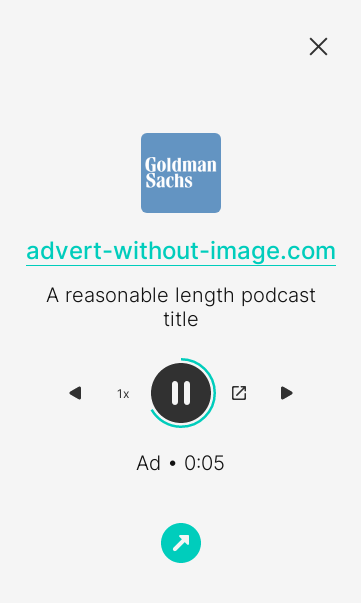 Goldman
Sachs
advert-without-image.com
A reasonable length podcast
title
1x
Ad • 0:05